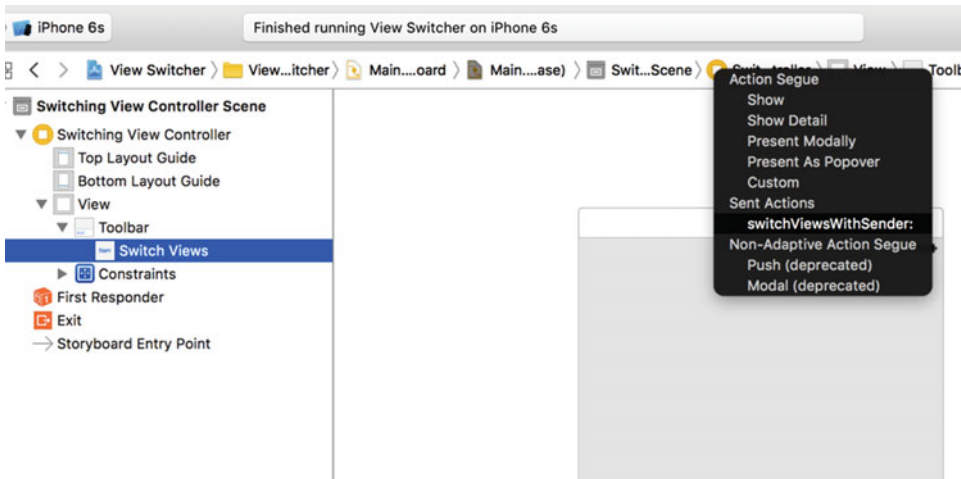 iPhone 6s
Finished running View Switcher on iPhone 6s
View Switcher
View...itcher
Main....oard
Main....ase)
Swit...Scene
View
Switching View Controller Scene
Switching View Controller
Top Layout Guide
Bottom Layout Guide
View
Toolbar
Switch Views
Constraints
First Responder
Exit
Storyboard Entry Point
Action Segue
Show
Show Detail
Present Modally
Present As Popover
Custom
Sent Actions
switchViewsWithSender:
Non-Adaptive Action Segue
Push (deprecated)
Modal (deprecated)